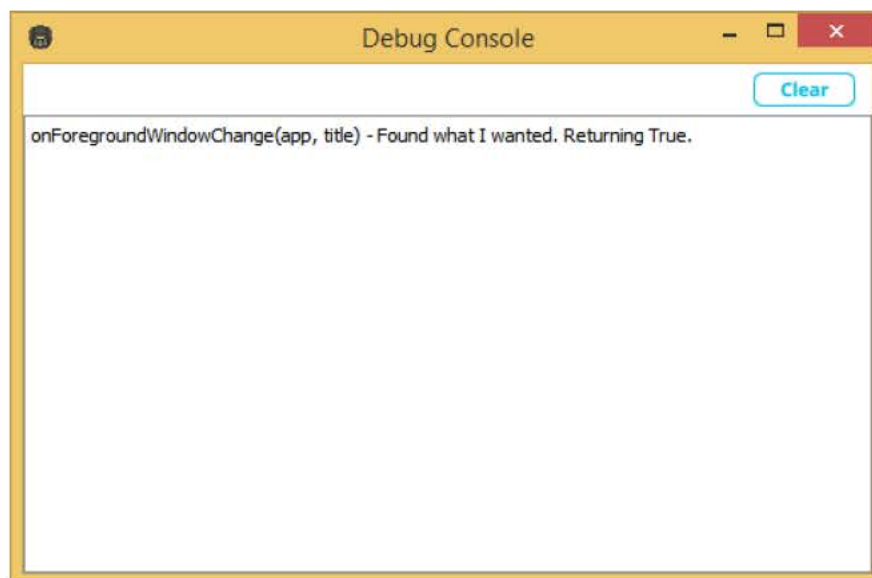 Debug Console
Clear
onForegroundWindowChange(app, title) - Found what I wanted. Returning True.